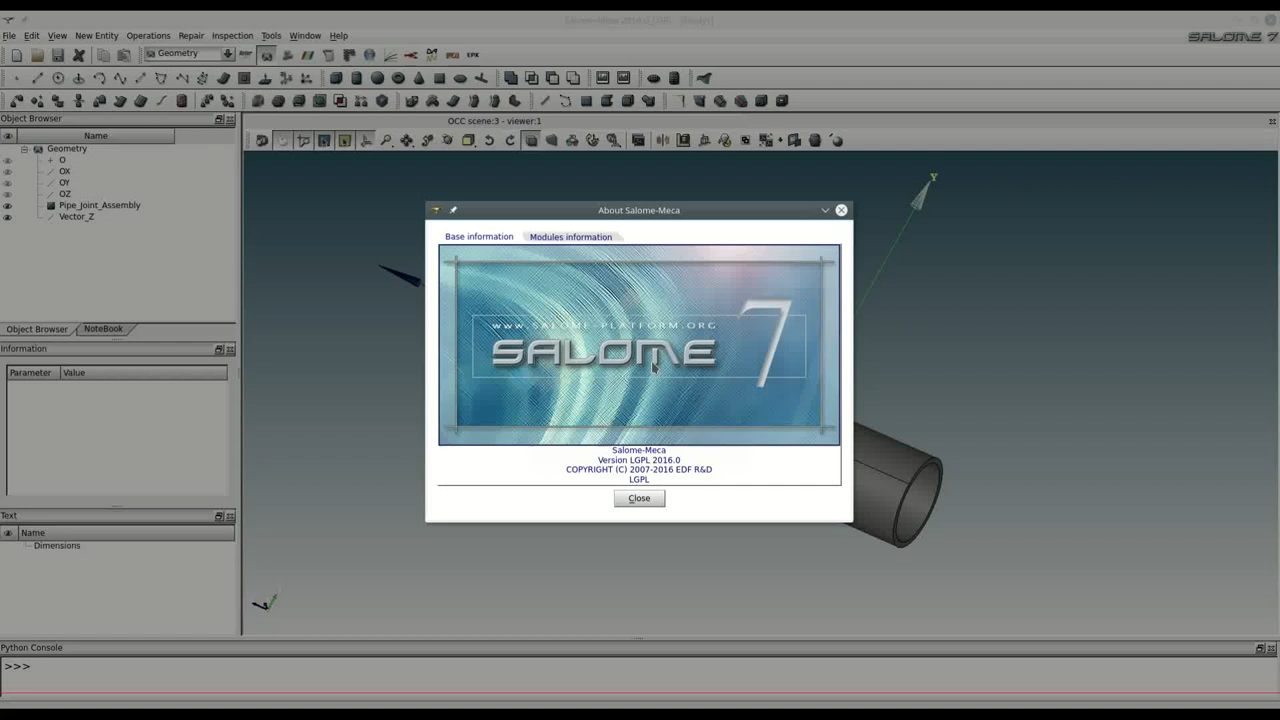 File Edit View New Entity Operations Repair Inspection Tools Window Help
SALOME 7
Geometry
EPX
Object Browser
OCC scene:3 - viewer:1
Name
Geometry
O
OX
OY
OZ
Pipe_Joint_Assembly
Vector_Z
Y
About Salome-Meca
Base information Modules information
WWW.SALOME-PLATFORM.ORG
SALOME 7
Salome-Meca
Version LGPL 2016.0
COPYRIGHT (C) 2007-2016 EDF R&D
LGPL
Close
Object Browser NoteBook
Information
Parameter Value
Text
Name
Dimensions
Python Console
>>>